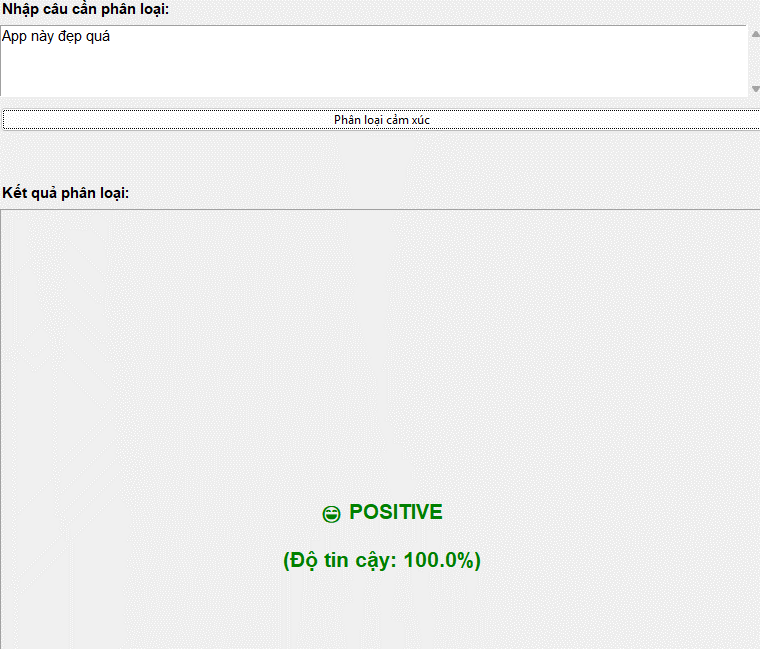 Nhập câu cần phân loại:
App này đẹp quá
Phân loại cảm xúc
Kết quả phân loại:
😄 POSITIVE
(Độ tin cậy: 100.0%)